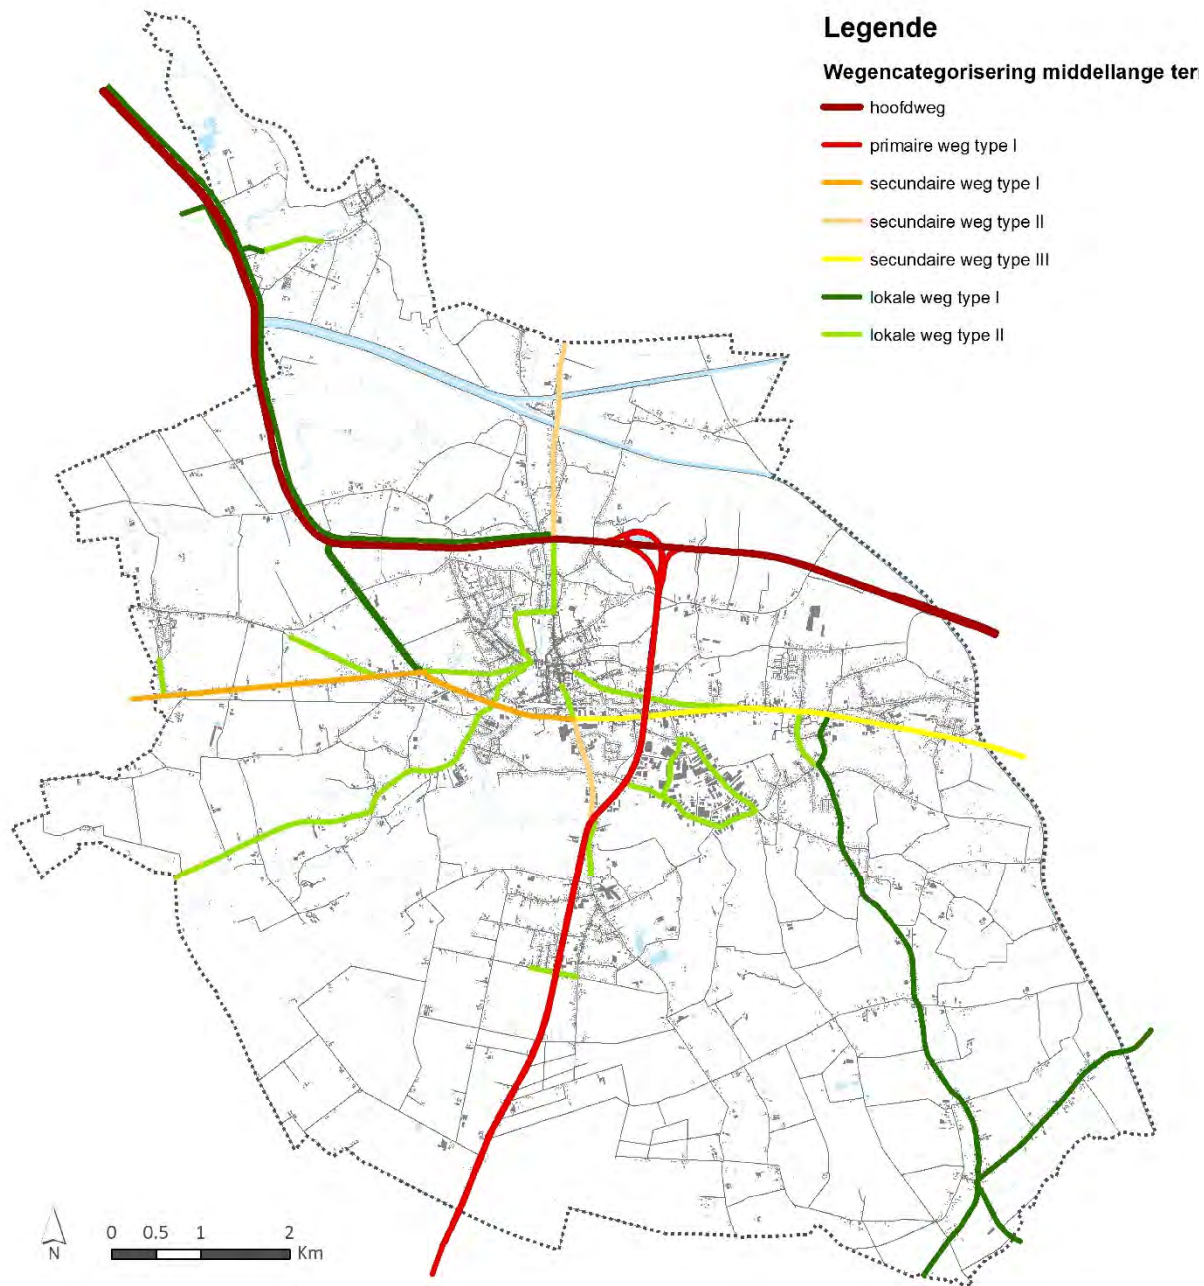 Legende
Wegencategorisering middellange ter
hoofdweg
primaire weg type I
secundaire weg type I
secundaire weg type II
secundaire weg type III
lokale weg type I
lokale weg type II
N
0 0.5 1 2
Km